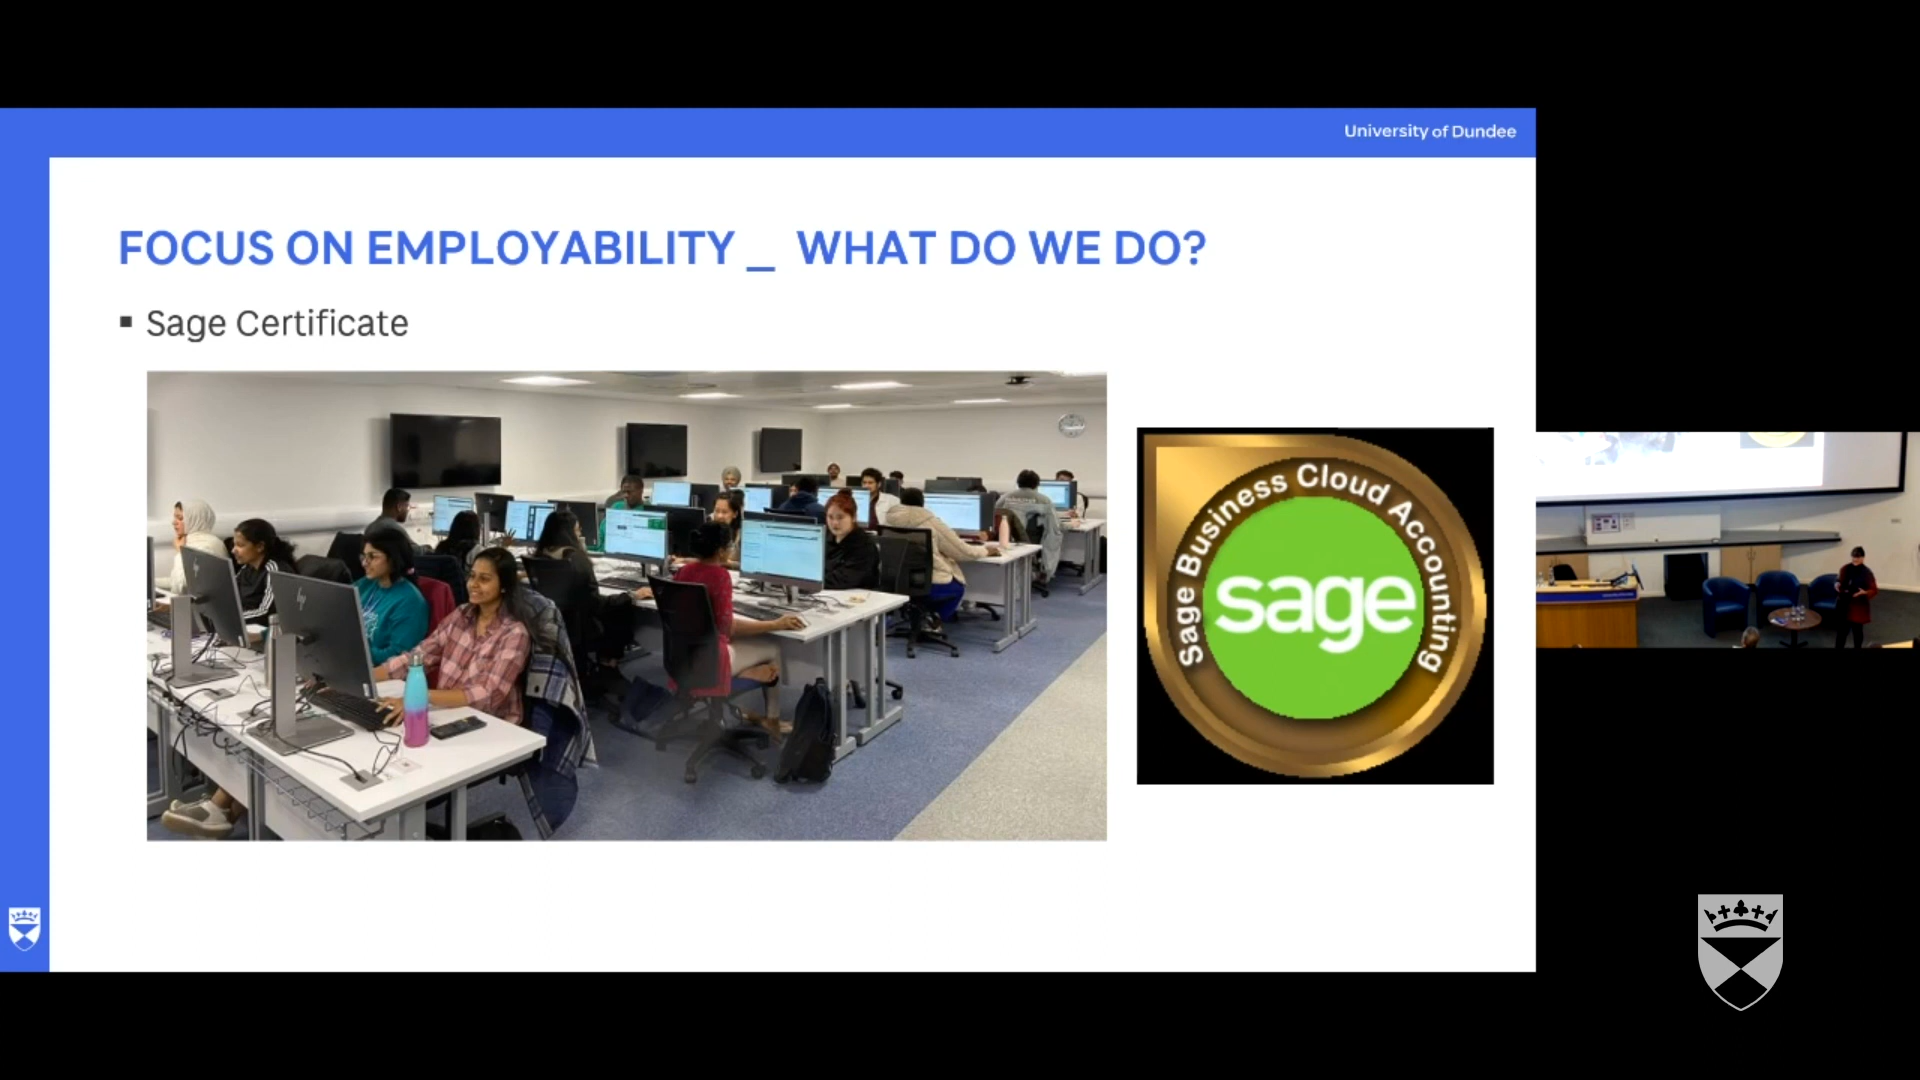 University of Dundee
FOCUS ON EMPLOYABILITY _ WHAT DO WE DO?
▪ Sage Certificate
Sage Business Cloud Accounting
sage